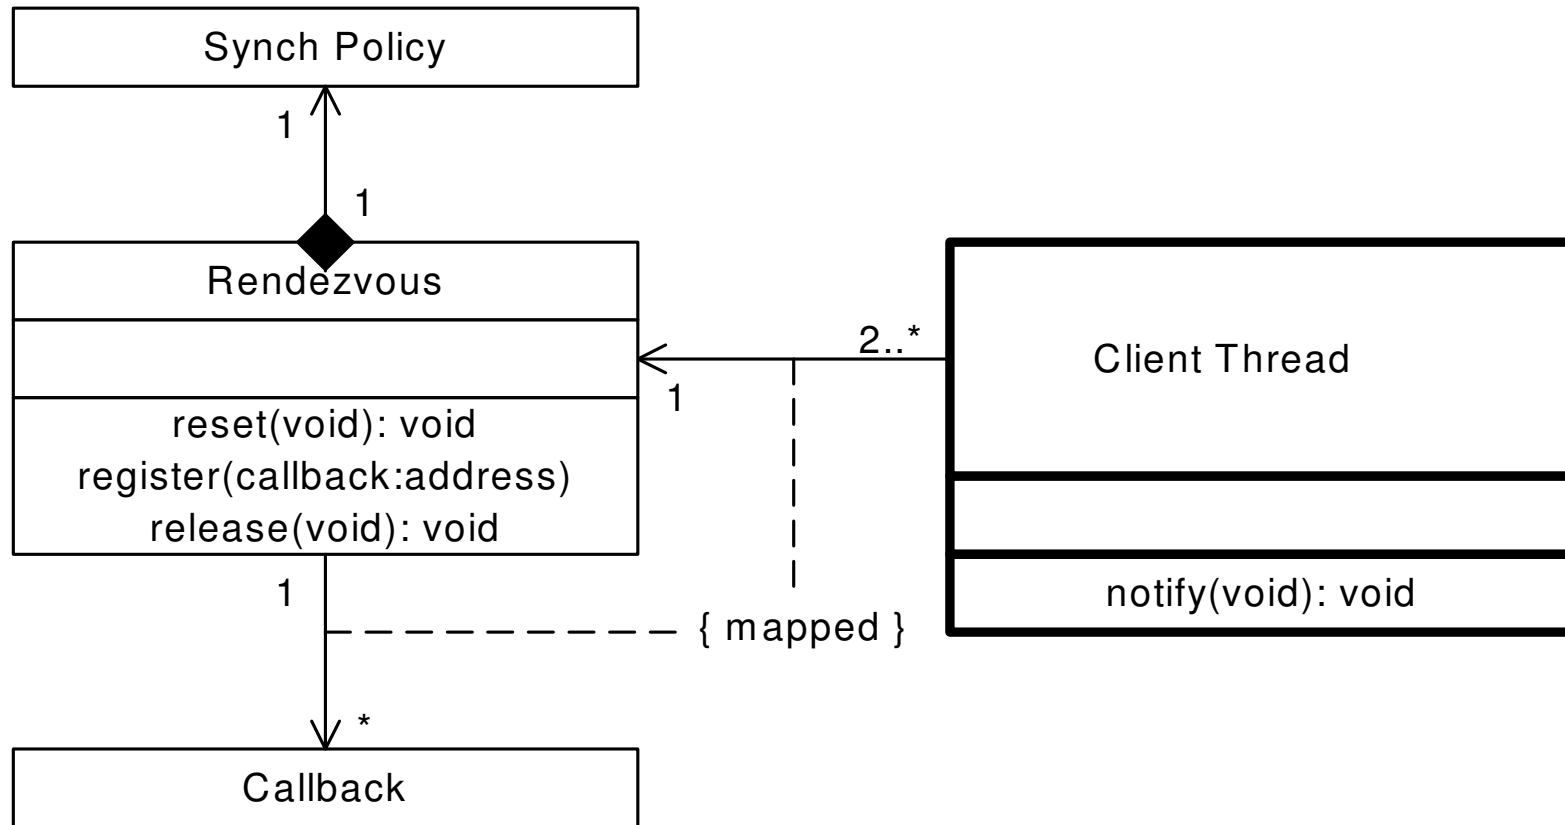 Synch Policy
1
1
Rendezvous
reset(void): void
register(callback:address)
release(void): void
2..*
1
Client Thread
notify(void): void
1
{ mapped }
*
Callback